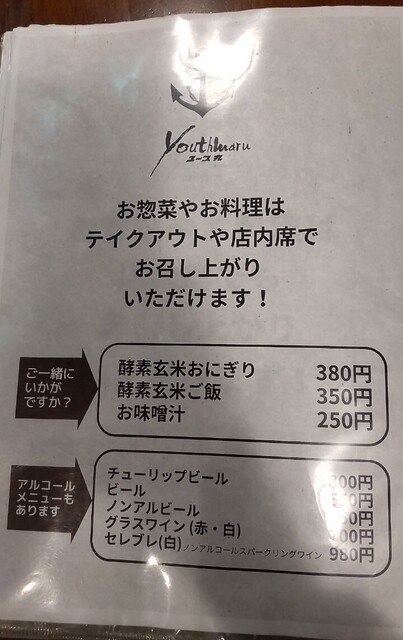 Youthmaru
ユース丸
お惣菜やお料理は
テイクアウトや店内席で
お召し上がり
いただけます！
ご一緒に
いかが
ですか？
酵素玄米おにぎり 380円
酵素玄米ご飯 350円
お味噌汁 250円
アルコール
メニューも
あります
チューリップビール 円
ビール 円
ノンアルビール 円
グラスワイン(赤・白) 円
セレブレ(白)ノンアルコールスパークリングワイン 980円